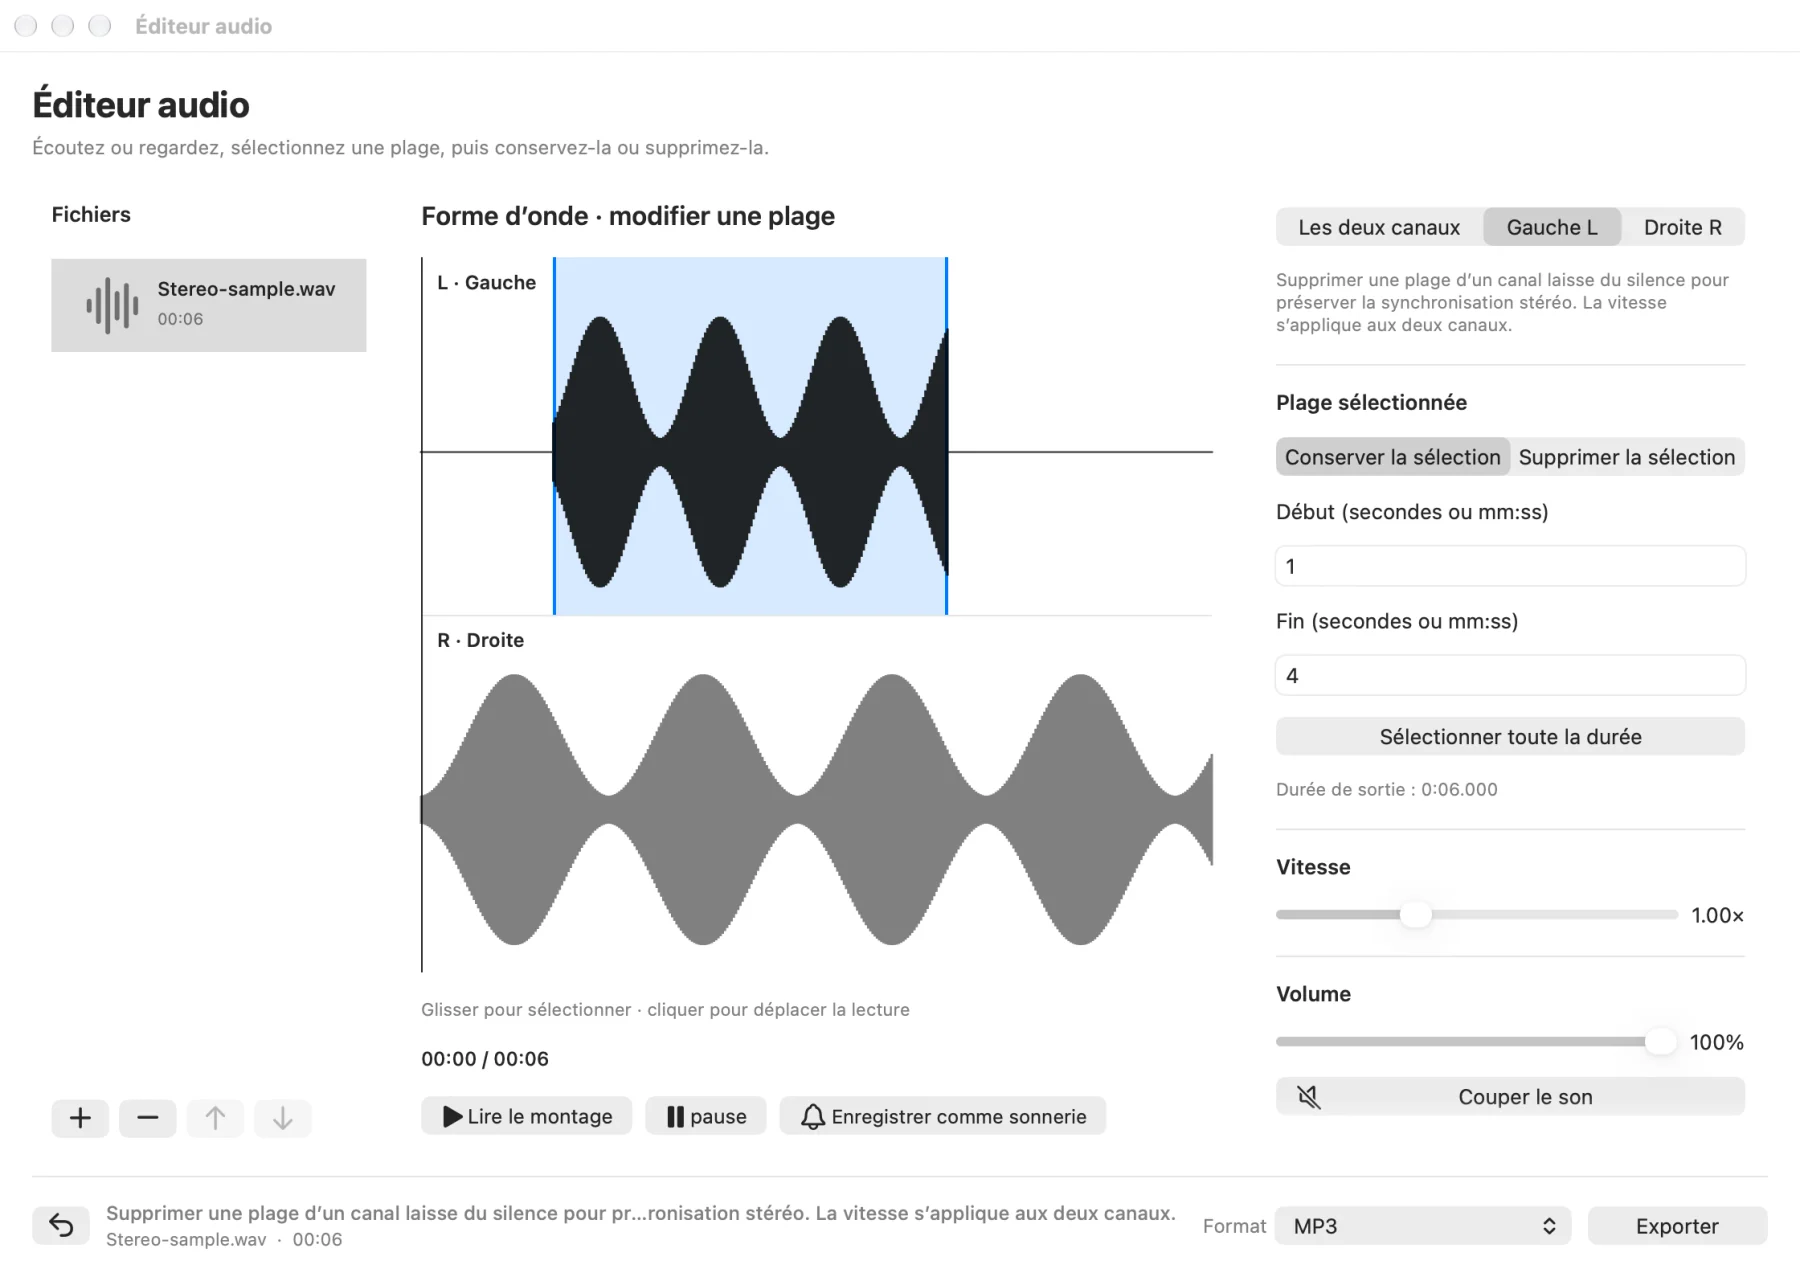 Éditeur audio
Éditeur audio
Écoutez ou regardez, sélectionnez une plage, puis conservez-la ou supprimez-la.
Fichiers
Stereo-sample.wav
00:06
Forme d’onde · modifier une plage
L · Gauche
R · Droite
Glisser pour sélectionner · cliquer pour déplacer la lecture
00:00 / 00:06
Lire le montage
pause
Enregistrer comme sonnerie
Les deux canaux
Gauche L
Droite R
Supprimer une plage d’un canal laisse du silence pour
préserver la synchronisation stéréo. La vitesse
s’applique aux deux canaux.
Plage sélectionnée
Conserver la sélection
Supprimer la sélection
Début (secondes ou mm:ss)
1
Fin (secondes ou mm:ss)
4
Sélectionner toute la durée
Durée de sortie : 0:06.000
Vitesse
1.00×
Volume
100%
Couper le son
Supprimer une plage d’un canal laisse du silence pour pr...ronisation stéréo. La vitesse s’applique aux deux canaux.
Stereo-sample.wav · 00:06
Format
MP3
Exporter